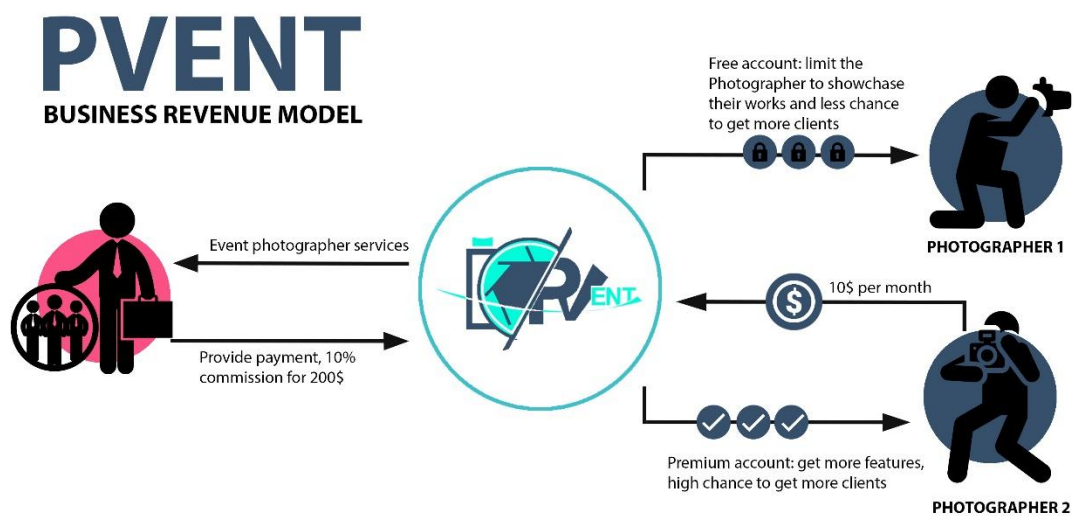 PVENT
BUSINESS REVENUE MODEL
Free account: limit the
Photographer to showchase
their works and less chance
to get more clients
PHOTOGRAPHER 1
Event photographer services
Provide payment, 10%
commission for 200$
PVENT
$
10$ per month
Premium account: get more features,
high chance to get more clients
PHOTOGRAPHER 2